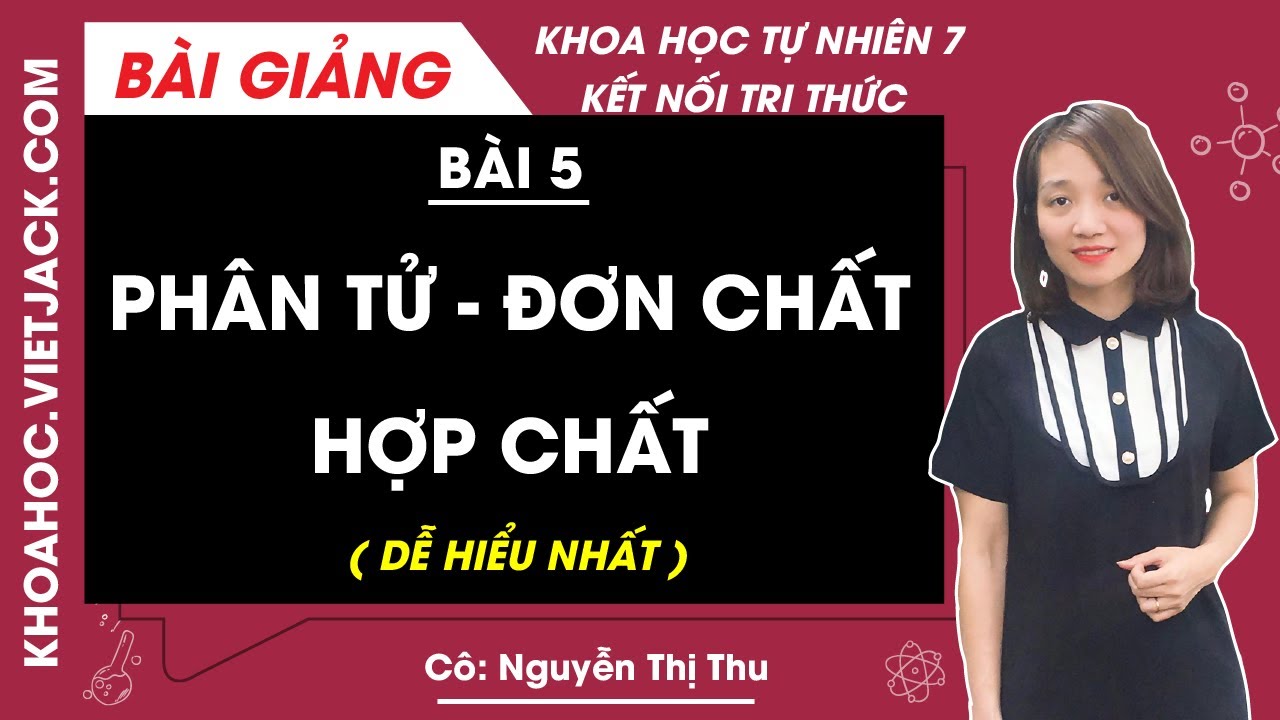 KHOAHOC.VIETJACK.COM
BÀI GIẢNG
KHOA HỌC TỰ NHIÊN 7
KẾT NỐI TRI THỨC
BÀI 5
PHÂN TỬ - ĐƠN CHẤT
HỢP CHẤT
( DỄ HIỂU NHẤT )
Cô: Nguyễn Thị Thu